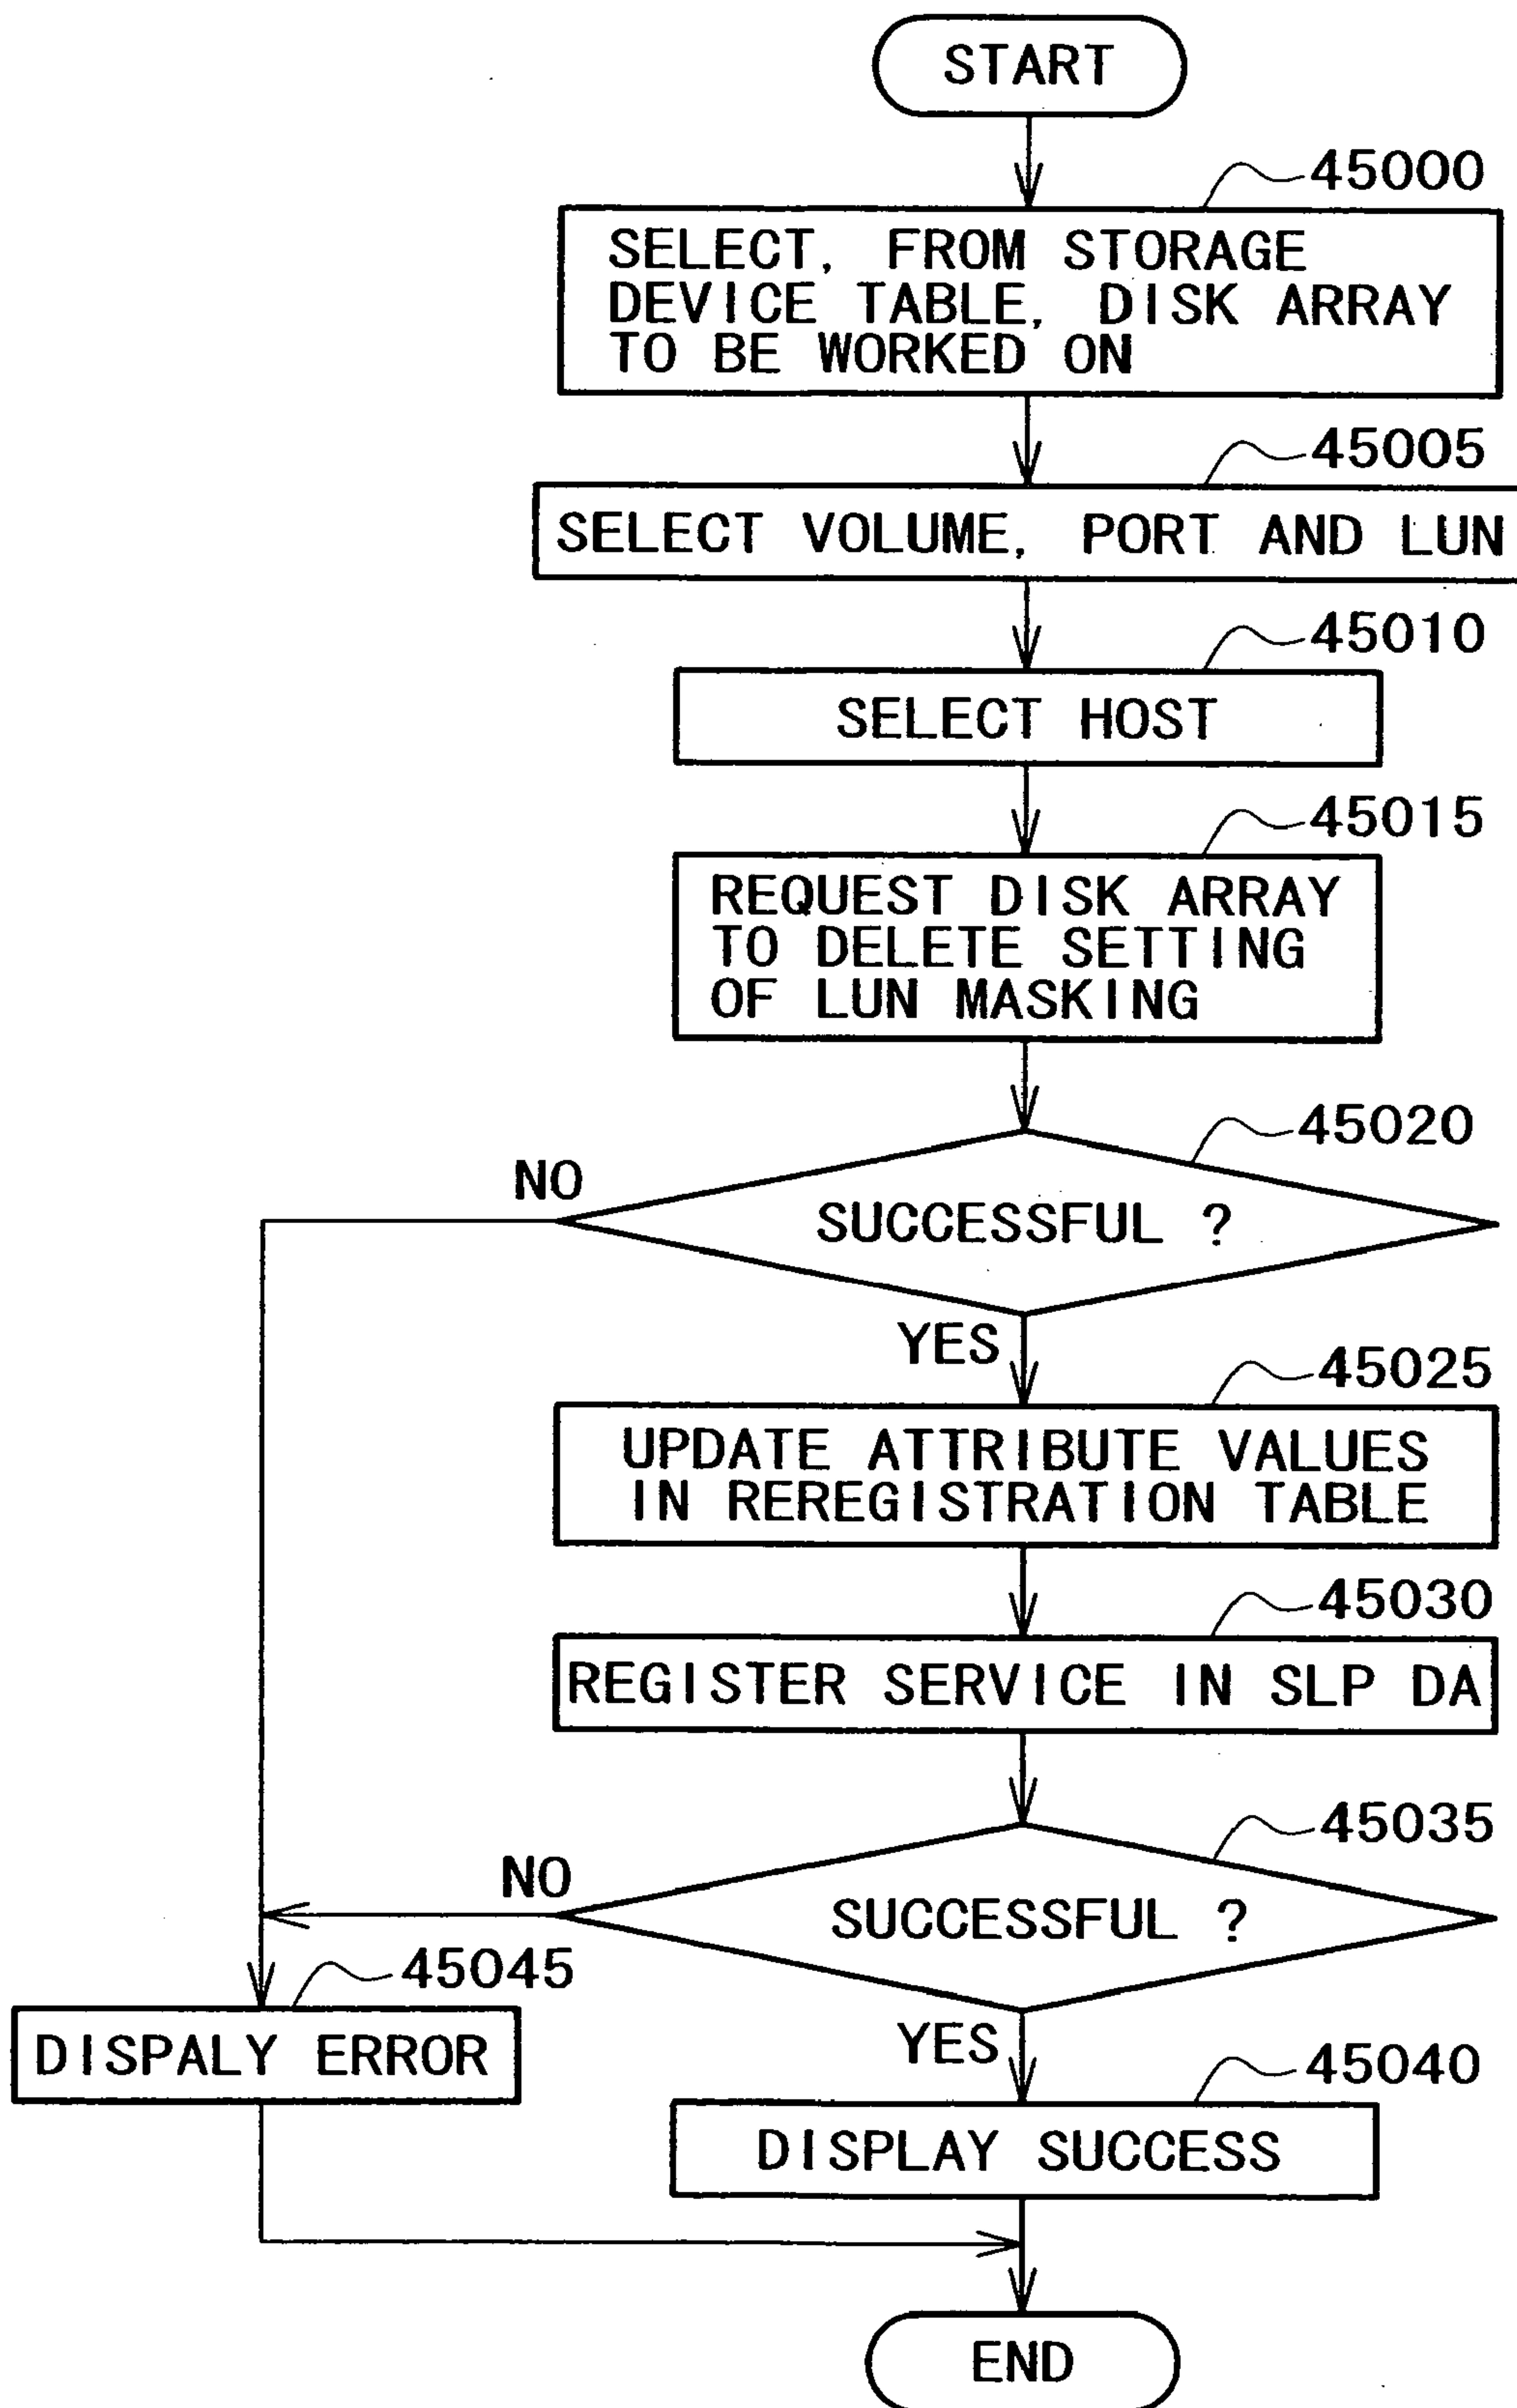 START
45000
SELECT, FROM STORAGE
DEVICE TABLE, DISK ARRAY
TO BE WORKED ON
45005
SELECT VOLUME, PORT AND LUN
45010
SELECT HOST
45015
REQUEST DISK ARRAY
TO DELETE SETTING
OF LUN MASKING
45020
NO
SUCCESSFUL ?
YES
45025
UPDATE ATTRIBUTE VALUES
IN REREGISTRATION TABLE
45030
REGISTER SERVICE IN SLP DA
45035
NO
SUCCESSFUL ?
45045
DISPALY ERROR
YES
45040
DISPLAY SUCCESS
END